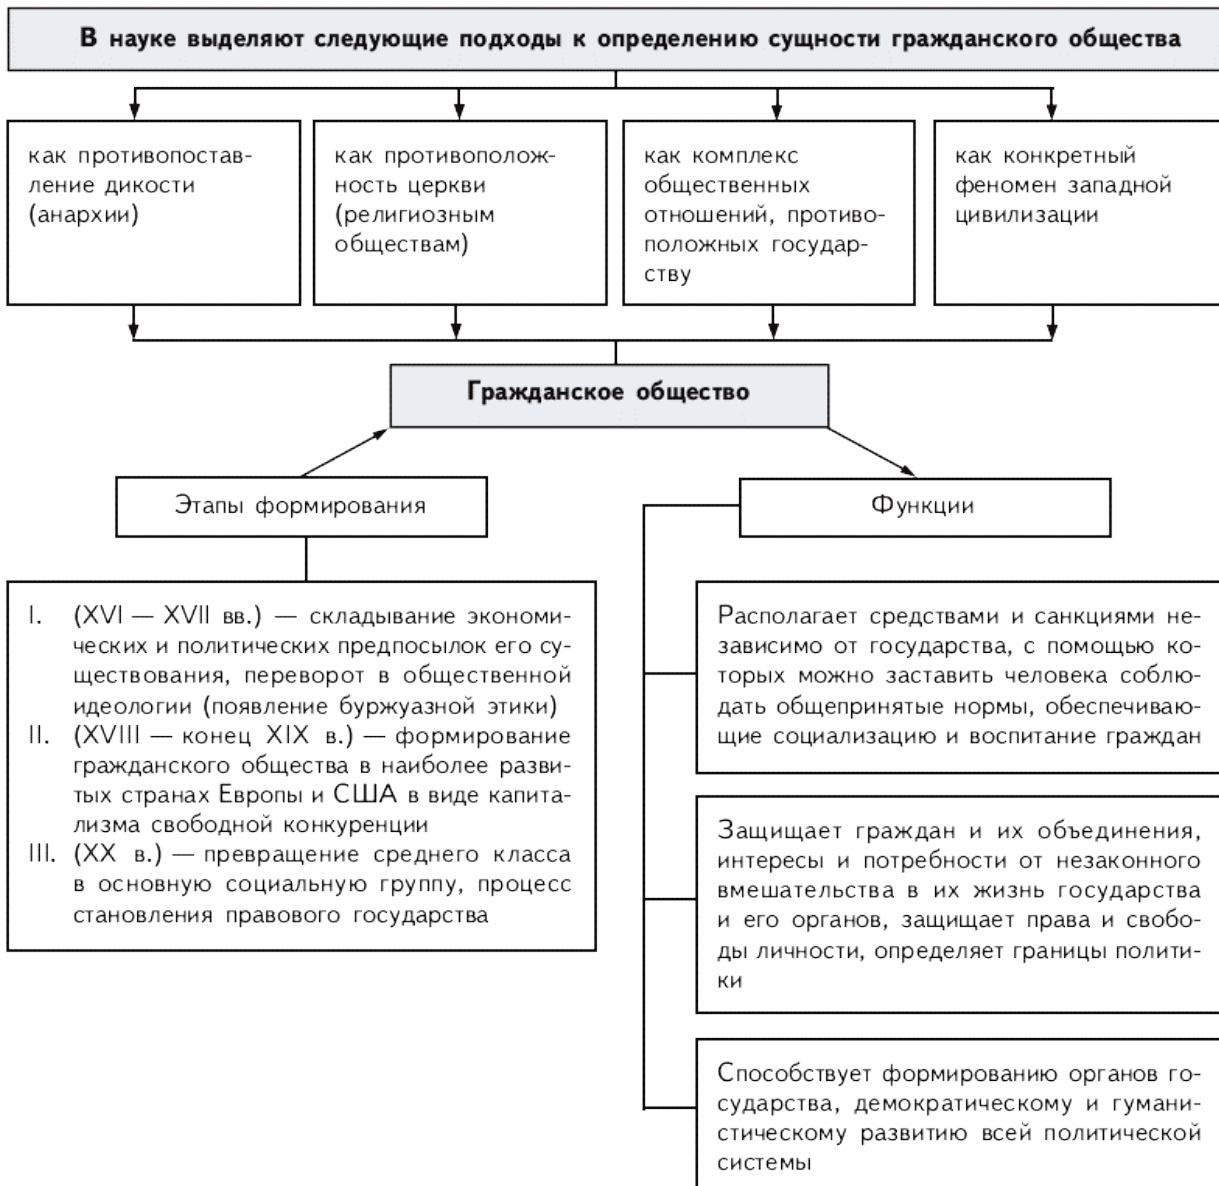 В науке выделяют следующие подходы к определению сущности гражданского общества
как противопостав-
ление дикости
(анархии)
как противополож-
ность церкви
(религиозным
обществам)
как комплекс
общественных
отношений, противо-
положных государ-
ству
как конкретный
феномен западной
цивилизации
Гражданское общество
Этапы формирования
I. (XVI — XVII вв.) — складывание экономи-
ческих и политических предпосылок его су-
ществования, переворот в общественной
идеологии (появление буржуазной этики)
II. (XVIII — конец XIX в.) — формирование
гражданского общества в наиболее разви-
тых странах Европы и США в виде капита-
лизма свободной конкуренции
III. (XX в.) — превращение среднего класса
в основную социальную группу, процесс
становления правового государства
Функции
Располагает средствами и санкциями не-
зависимо от государства, с помощью ко-
торых можно заставить человека соблю-
дать общепринятые нормы, обеспечиваю-
щие социализацию и воспитание граждан
Защищает граждан и их объединения,
интересы и потребности от незаконного
вмешательства в их жизнь государства
и его органов, защищает права и свобо-
ды личности, определяет границы полити-
ки
Способствует формированию органов го-
сударства, демократическому и гумани-
стическому развитию всей политической
системы